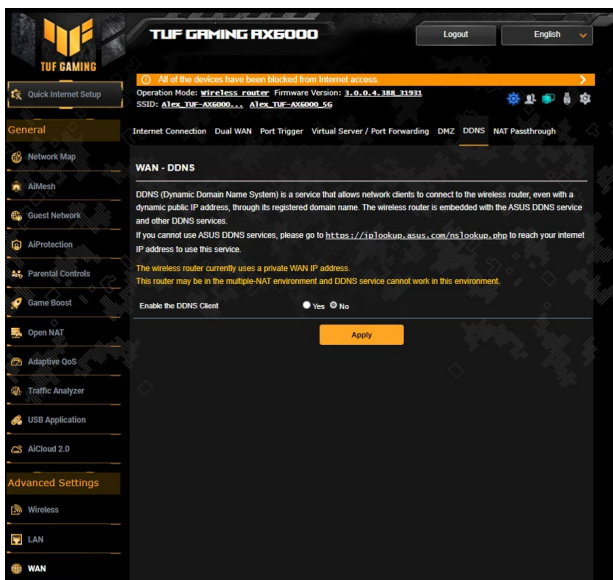 TUF GAMING
TUF GAMING AX6000
Logout
English
All of the devices have been blocked from Internet access.
Quick Internet Setup
Operation Mode: Wireless router Firmware Version: 3.0.0.4.388_31931
SSID: Alex_TUF-AX6000... Alex_TUF-AX6000_5G
General
Network Map
AiMesh
Guest Network
AiProtection
Parental Controls
Game Boost
Open NAT
Adaptive QoS
Traffic Analyzer
USB Application
AiCloud 2.0
Advanced Settings
Wireless
LAN
WAN
Internet Connection Dual WAN Port Trigger Virtual Server / Port Forwarding DMZ DDNS NAT Passthrough
WAN - DDNS
DDNS (Dynamic Domain Name System) is a service that allows network clients to connect to the wireless router, even with a
dynamic public IP address, through its registered domain name. The wireless router is embedded with the ASUS DDNS service
and other DDNS services.
If you cannot use ASUS DDNS services, please go to https://iplookup.asus.com/nslookup.php to reach your internet
IP address to use this service.
The wireless router currently uses a private WAN IP address.
This router may be in the multiple-NAT environment and DDNS service cannot work in this environment.
Enable the DDNS Client Yes No
Apply